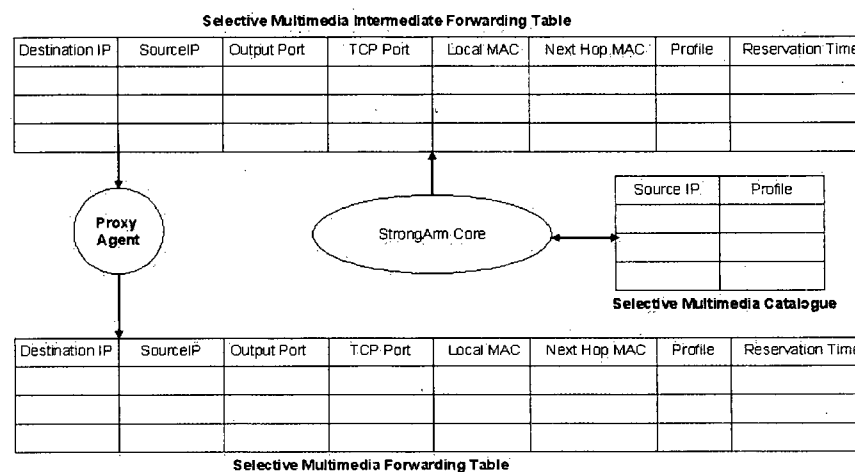 Selective Multimedia Intermediate Forwarding Table
Destination IP SourceIP Output Port TCP Port Local MAC Next Hop MAC Profile Reservation Time
Proxy
Agent
StrongArm Core
Source IP Profile
Selective Multimedia Catalogue
Destination IP SourceIP Output Port TCP Port Local MAC Next Hop MAC Profile Reservation Time
Selective Multimedia Forwarding Table